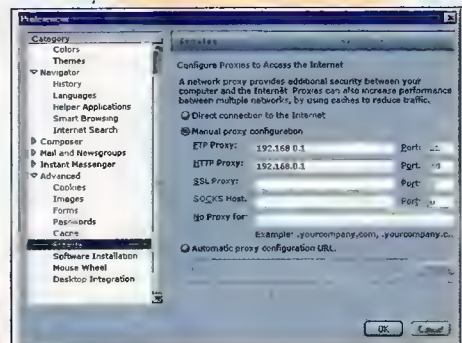 Category
Colors
Themes
Navigator
History
Languages
Helper Applications
Smart Browsing
Internet Search
Composer
Mail and Newsgroups
Instant Messenger
Advanced
Cookies
Images
Forms
Passwords
Cache
Software Installation
Mouse Wheel
Desktop Integration
Configure Proxies to Access the Internet
A network proxy provides additional security between your
computer and the Internet. Proxies can also increase performance
between multiple networks, by using caches to reduce traffic.
Direct connection to the Internet
Manual proxy configuration
FTP Proxy: 192.168.0.1 Port:
HTTP Proxy: 192.168.0.1 Port:
SSL Proxy: Port:
SOCKS Host: Port:
No Proxy for:
Example: .yourcompany.com, .yourcompany.c..
Automatic proxy configuration URL:
OK Cancel